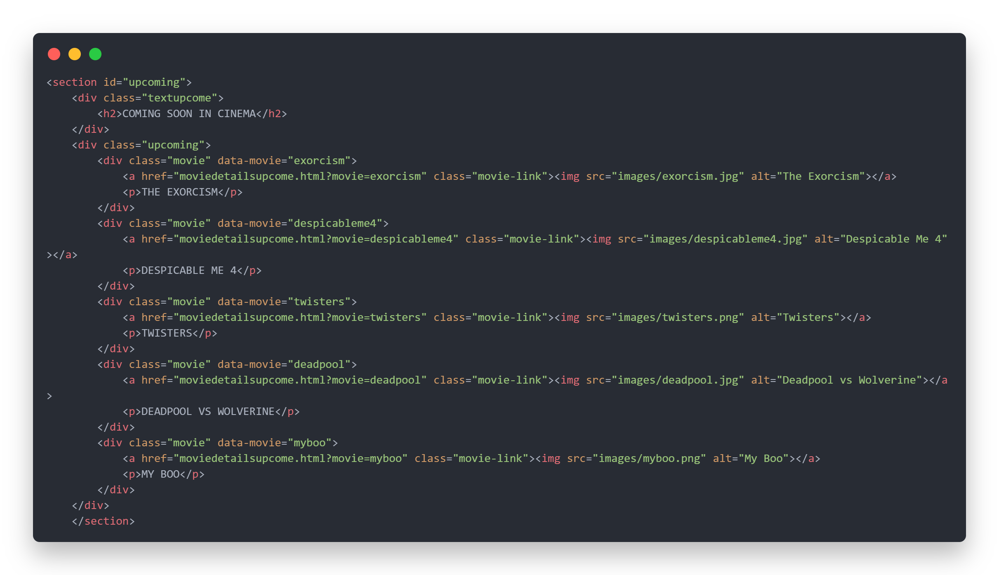 <section id="upcoming">
    <div class="textupcome">
        <h2>COMING SOON IN CINEMA</h2>
    </div>
    <div class="upcoming">
        <div class="movie" data-movie="exorcism">
            <a href="moviedetailsupcome.html?movie=exorcism" class="movie-link"><img src="images/exorcism.jpg" alt="The Exorcism"></a>
            <p>THE EXORCISM</p>
        </div>
        <div class="movie" data-movie="despicableme4">
            <a href="moviedetailsupcome.html?movie=despicableme4" class="movie-link"><img src="images/despicableme4.jpg" alt="Despicable Me 4"
></a>
            <p>DESPICABLE ME 4</p>
        </div>
        <div class="movie" data-movie="twisters">
            <a href="moviedetailsupcome.html?movie=twisters" class="movie-link"><img src="images/twisters.png" alt="Twisters"></a>
            <p>TWISTERS</p>
        </div>
        <div class="movie" data-movie="deadpool">
            <a href="moviedetailsupcome.html?movie=deadpool" class="movie-link"><img src="images/deadpool.jpg" alt="Deadpool vs Wolverine"></a
>
            <p>DEADPOOL VS WOLVERINE</p>
        </div>
        <div class="movie" data-movie="myboo">
            <a href="moviedetailsupcome.html?movie=myboo" class="movie-link"><img src="images/myboo.png" alt="My Boo"></a>
            <p>MY BOO</p>
        </div>
    </div>
    </section>